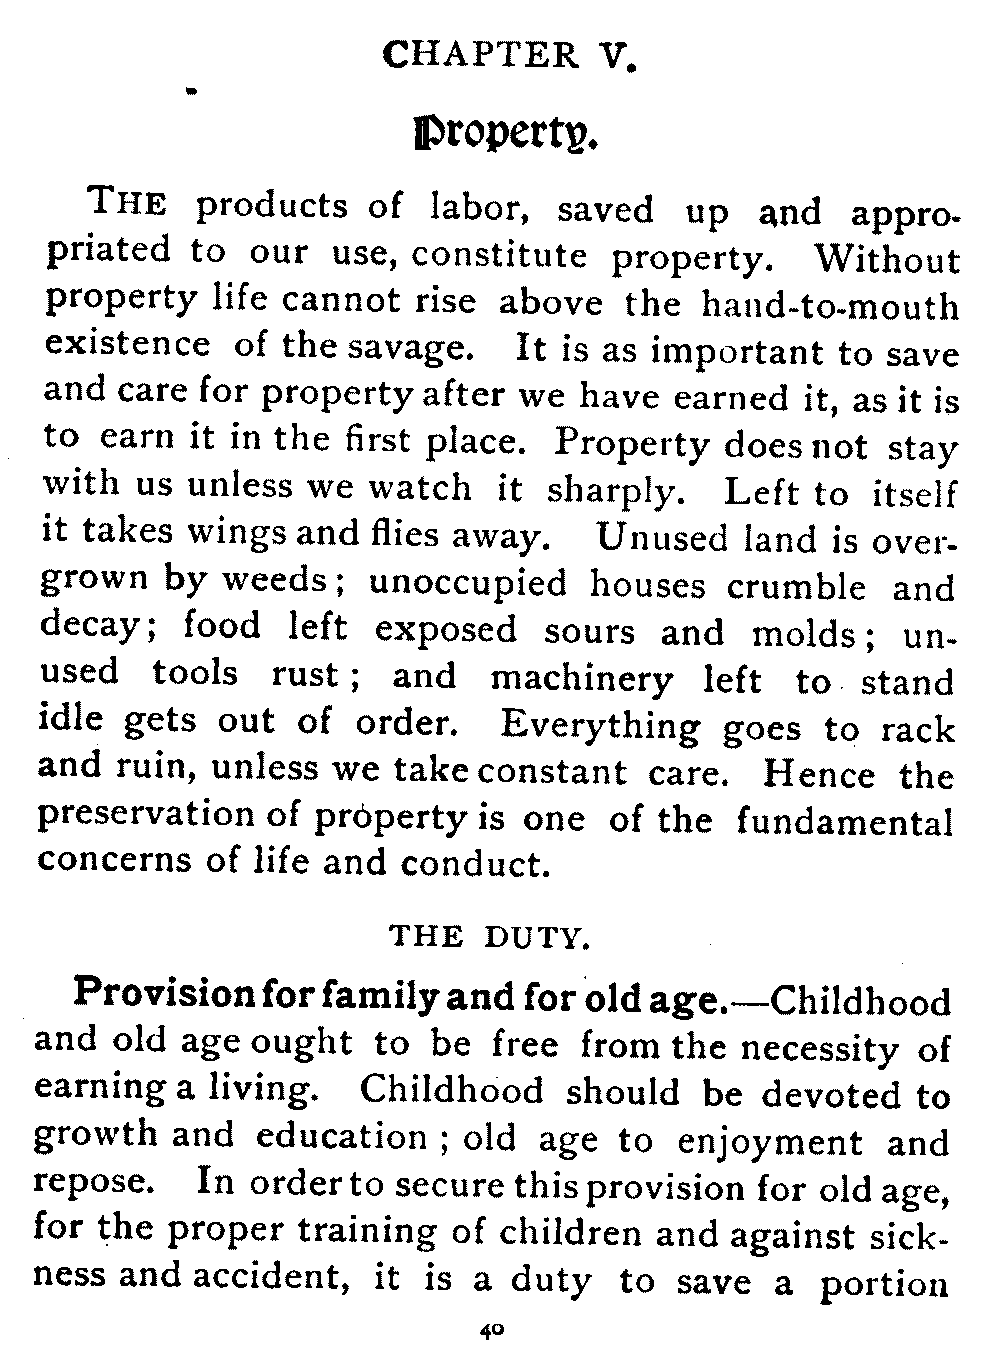 CHAPTER V.
Property.
THE products of labor, saved up and appro-
priated to our use, constitute property. Without
property life cannot rise above the hand-to-mouth
existence of the savage. It is as important to save
and care for property after we have earned it, as it is
to earn it in the first place. Property does not stay
with us unless we watch it sharply. Left to itself
it takes wings and flies away. Unused land is over-
grown by weeds; unoccupied houses crumble and
decay; food left exposed sours and molds; un-
used tools rust; and machinery left to stand
idle gets out of order. Everything goes to rack
and ruin, unless we take constant care. Hence the
preservation of property is one of the fundamental
concerns of life and conduct.
THE DUTY.
Provision for family and for old age.—Childhood
and old age ought to be free from the necessity of
earning a living. Childhood should be devoted to
growth and education; old age to enjoyment and
repose. In order to secure this provision for old age,
for the proper training of children and against sick-
ness and accident, it is a duty to save a portion
40